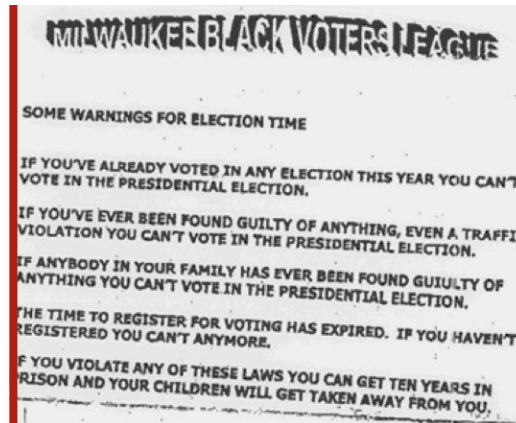 MILWAUKEE BLACK VOTERS LEAGUE
SOME WARNINGS FOR ELECTION TIME
IF YOU'VE ALREADY VOTED IN ANY ELECTION THIS YEAR YOU CAN'T
VOTE IN THE PRESIDENTIAL ELECTION.
IF YOU'VE EVER BEEN FOUND GUILTY OF ANYTHING, EVEN A TRAFFI
VIOLATION YOU CAN'T VOTE IN THE PRESIDENTIAL ELECTION.
IF ANYBODY IN YOUR FAMILY HAS EVER BEEN FOUND GUIULTY OF
ANYTHING YOU CAN'T VOTE IN THE PRESIDENTIAL ELECTION.
THE TIME TO REGISTER FOR VOTING HAS EXPIRED. IF YOU HAVEN'T
REGISTERED YOU CAN'T ANYMORE.
IF YOU VIOLATE ANY OF THESE LAWS YOU CAN GET TEN YEARS IN
PRISON AND YOUR CHILDREN WILL GET TAKEN AWAY FROM YOU.